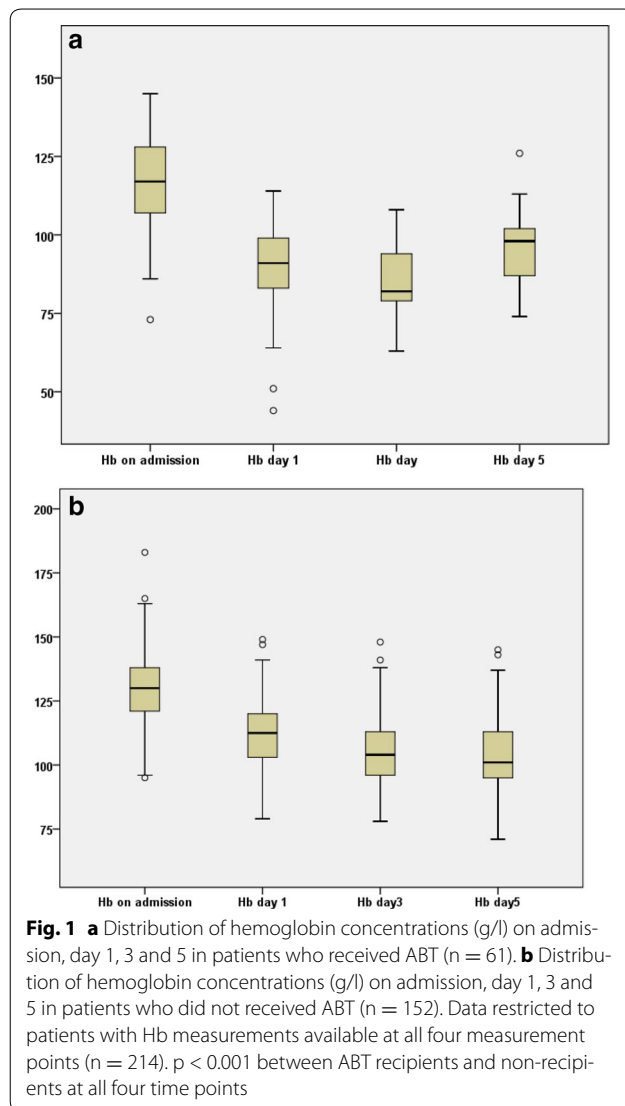 a
150
125
100
75
50
Hb on admission Hb day 1 Hb day Hb day 5
b
200
175
150
125
100
75
Hb on admission Hb day 1 Hb day3 Hb day5
Fig. 1 a Distribution of hemoglobin concentrations (g/l) on admis-
sion, day 1, 3 and 5 in patients who received ABT (n = 61). b Distribu-
tion of hemoglobin concentrations (g/l) on admission, day 1, 3 and
5 in patients who did not received ABT (n = 152). Data restricted to
patients with Hb measurements available at all four measurement
points (n = 214). p < 0.001 between ABT recipients and non-recipi-
ents at all four time points